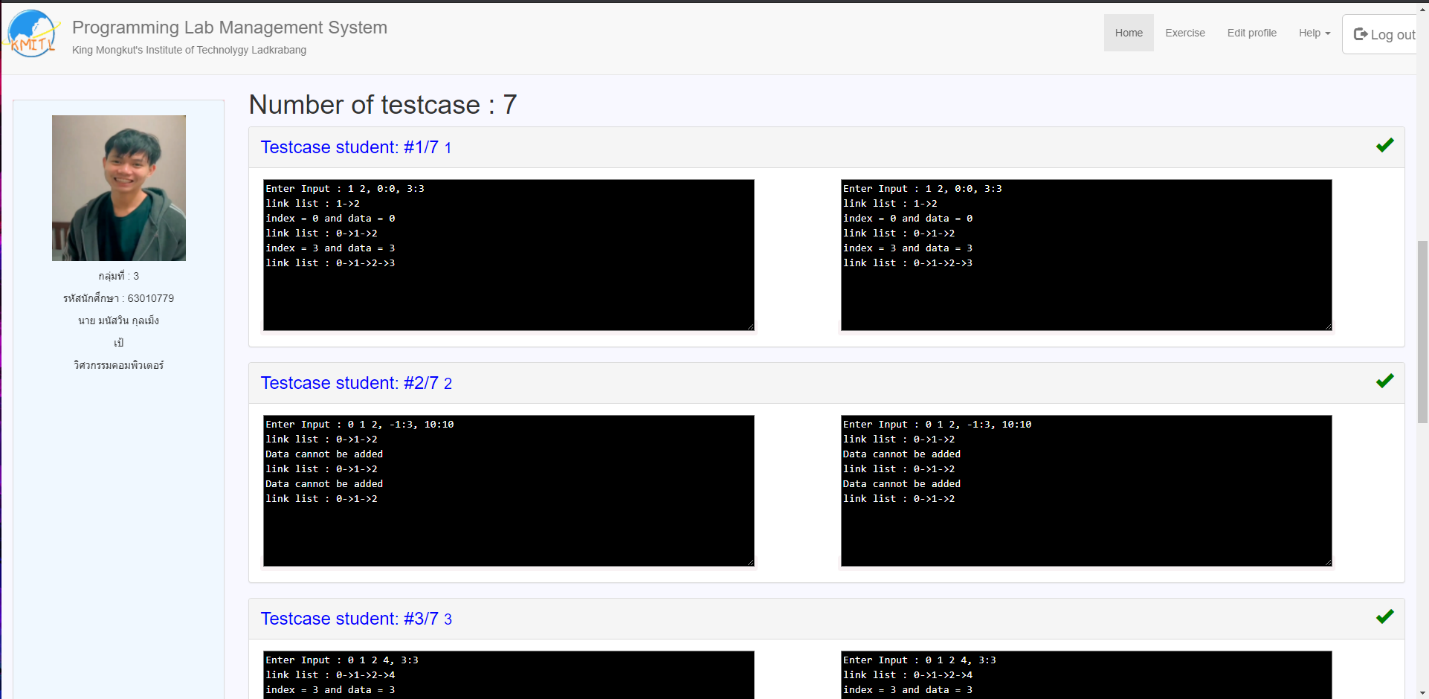 KMITL
Programming Lab Management System
King Mongkut's Institute of Technolygy Ladkrabang
Home
Exercise
Edit profile
Help
Log out
กลุ่มที่ : 3
รหัสนักศึกษา : 63010779
นาย มนัสวิน กุลเม็ง
เป้
วิศวกรรมคอมพิวเตอร์
Number of testcase : 7
Testcase student: #1/7 1
Enter Input : 1 2, 0:0, 3:3
link list : 1->2
index = 0 and data = 0
link list : 0->1->2
index = 3 and data = 3
link list : 0->1->2->3
Enter Input : 1 2, 0:0, 3:3
link list : 1->2
index = 0 and data = 0
link list : 0->1->2
index = 3 and data = 3
link list : 0->1->2->3
Testcase student: #2/7 2
Enter Input : 0 1 2, -1:3, 10:10
link list : 0->1->2
Data cannot be added
link list : 0->1->2
Data cannot be added
link list : 0->1->2
Enter Input : 0 1 2, -1:3, 10:10
link list : 0->1->2
Data cannot be added
link list : 0->1->2
Data cannot be added
link list : 0->1->2
Testcase student: #3/7 3
Enter Input : 0 1 2 4, 3:3
link list : 0->1->2->4
index = 3 and data = 3
Enter Input : 0 1 2 4, 3:3
link list : 0->1->2->4
index = 3 and data = 3